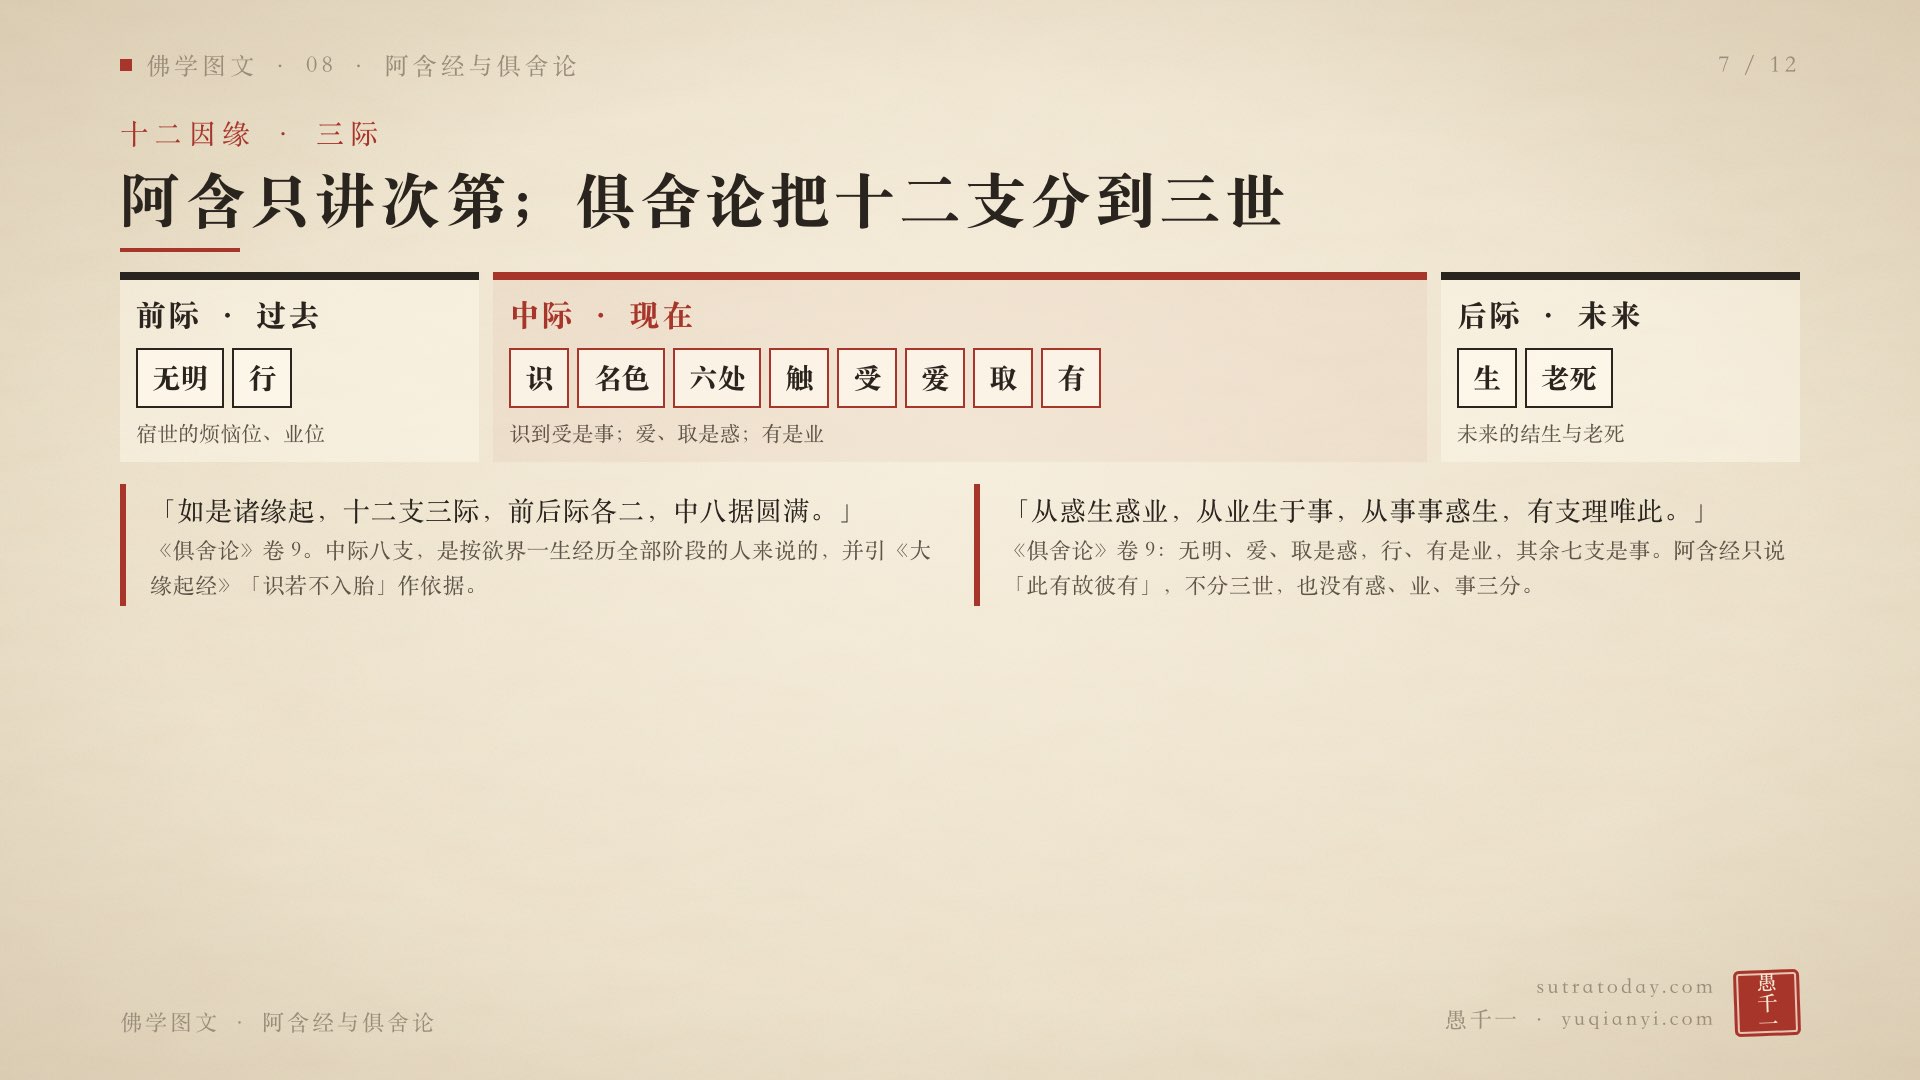 佛学图文 · 08 · 阿含经与俱舍论
7 / 12
十二因缘 · 三际
阿含只讲次第；俱舍论把十二支分到三世
前际 · 过去
无明 行
宿世的烦恼位、业位
中际 · 现在
识 名色 六处 触 受 爱 取 有
识到受是事；爱、取是惑；有是业
后际 · 未来
生 老死
未来的结生与老死
「如是诸缘起，十二支三际，前后际各二，中八据圆满。」
《俱舍论》卷 9。中际八支，是按欲界一生经历全部阶段的人来说的，并引《大
缘起经》「识若不入胎」作依据。
「从惑生惑业，从业生于事，从事事惑生，有支理唯此。」
《俱舍论》卷 9：无明、爱、取是惑，行、有是业，其余七支是事。阿含经只说
「此有故彼有」，不分三世，也没有惑、业、事三分。
佛学图文 · 阿含经与俱舍论
sutratoday.com
愚千一 · yuqianyi.com
愚千一